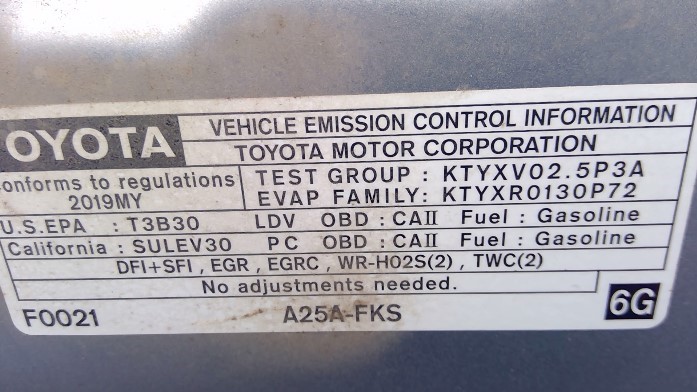 OYOTA VEHICLE EMISSION CONTROL INFORMATION
TOYOTA MOTOR CORPORATION
onforms to regulations
2019MY
TEST GROUP : KTYXV02.5P3A
EVAP FAMILY: KTYXR0130P72
U.S.EPA : T3B30 LDV OBD : CAII Fuel : Gasoline
California : SULEV30 PC OBD : CAII Fuel : Gasoline
DFI+SFI , EGR , EGRC , WR-HO2S(2) , TWC(2)
No adjustments needed.
F0021 A25A-FKS 6G